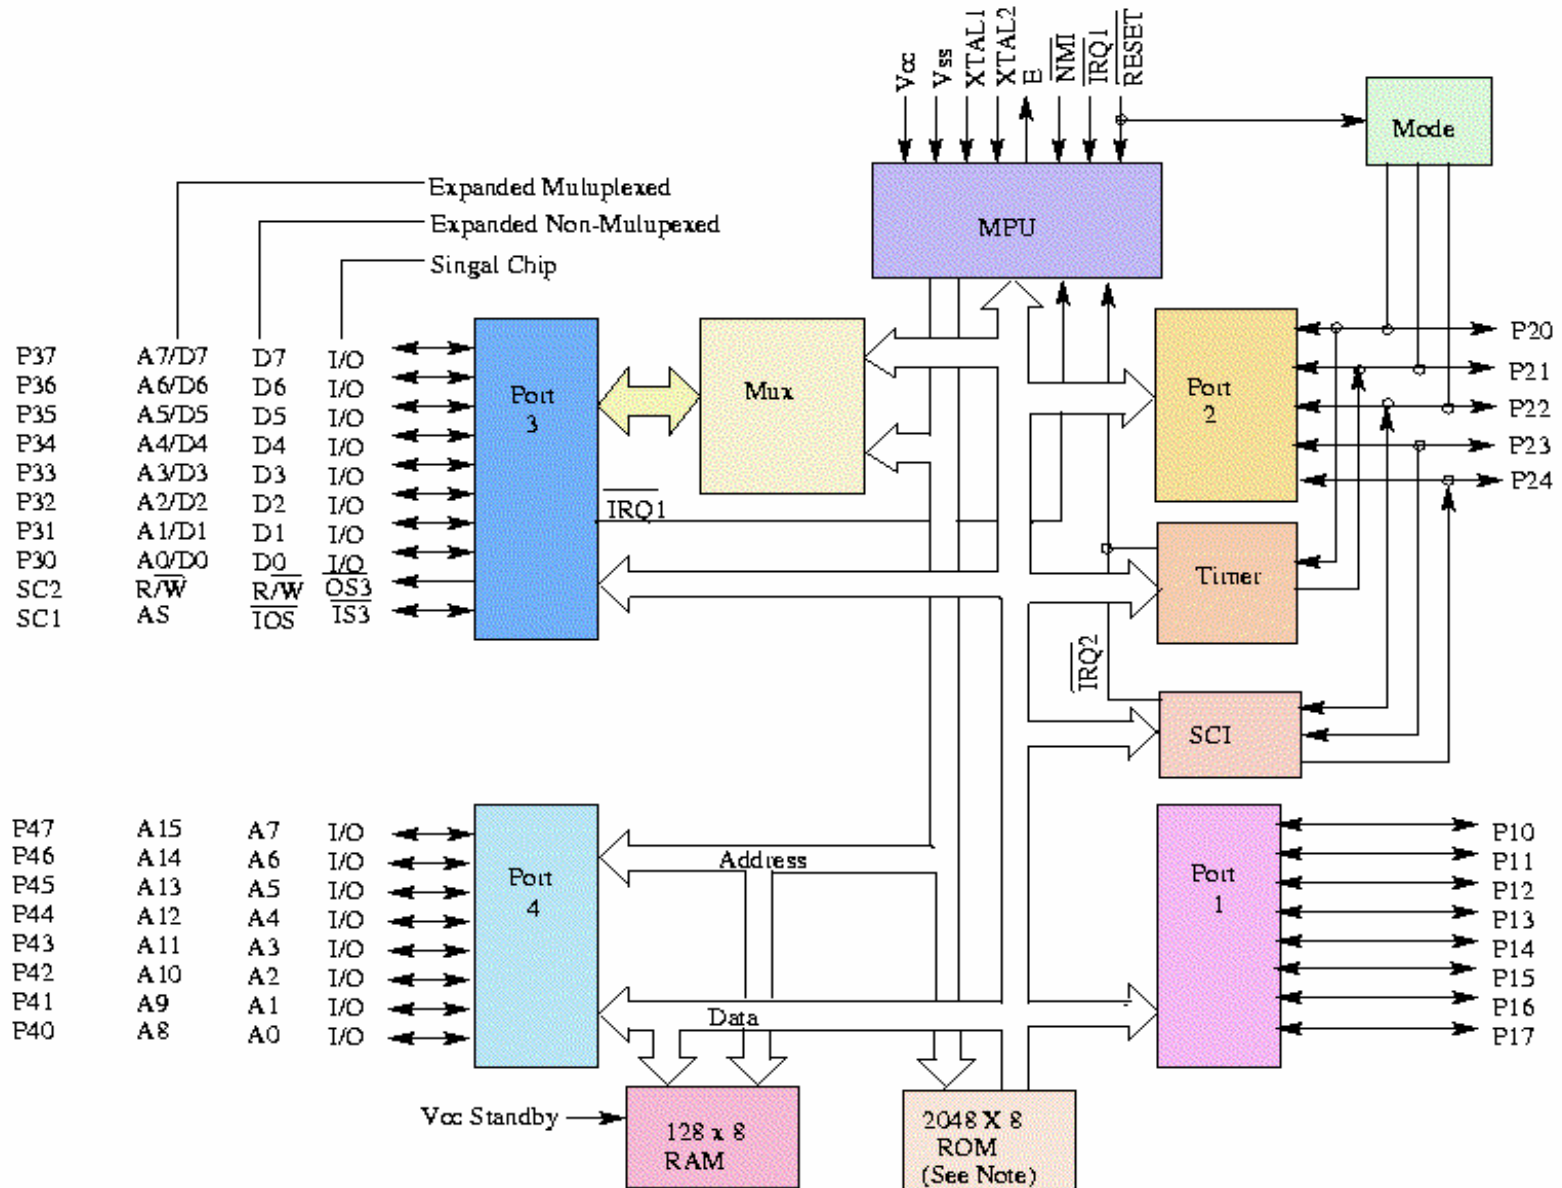 Vcc
Vss
XTAL1
XTAL2
E
NMI
IRQ1
RESET
Mode
MPU
Expanded Muluplexed
Expanded Non-Mulupexed
Singal Chip
P37 A7/D7 D7 I/O
P36 A6/D6 D6 I/O
P35 A5/D5 D5 I/O
P34 A4/D4 D4 I/O
P33 A3/D3 D3 I/O
P32 A2/D2 D2 I/O
P31 A1/D1 D1 I/O
P30 A0/D0 D0 I/O
SC2 R/W R/W OS3
SC1 AS IOS IS3
Port
3
Mux
IRQ1
Port
2
P20
P21
P22
P23
P24
Timer
IRQ2
SCI
P47 A15 A7 I/O
P46 A14 A6 I/O
P45 A13 A5 I/O
P44 A12 A4 I/O
P43 A11 A3 I/O
P42 A10 A2 I/O
P41 A9 A1 I/O
P40 A8 A0 I/O
Port
4
Address
Data
Port
1
P10
P11
P12
P13
P14
P15
P16
P17
Vcc Standby
128 x 8
RAM
2048 X 8
ROM
(See Note)